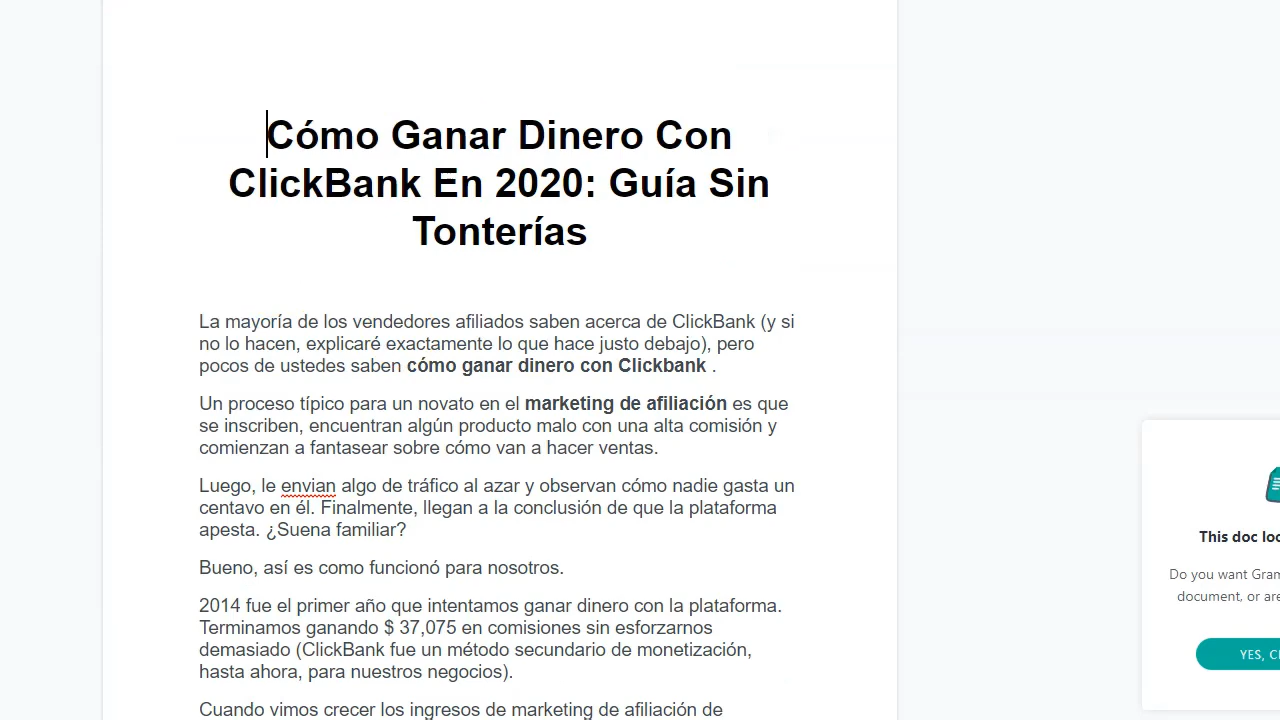 Cómo Ganar Dinero Con
ClickBank En 2020: Guía Sin
Tonterías
La mayoría de los vendedores afiliados saben acerca de ClickBank (y si
no lo hacen, explicaré exactamente lo que hace justo debajo), pero
pocos de ustedes saben cómo ganar dinero con Clickbank .
Un proceso típico para un novato en el marketing de afiliación es que
se inscriben, encuentran algún producto malo con una alta comisión y
comienzan a fantasear sobre cómo van a hacer ventas.
Luego, le envian algo de tráfico al azar y observan cómo nadie gasta un
centavo en él. Finalmente, llegan a la conclusión de que la plataforma
apesta. ¿Suena familiar?
Bueno, así es como funcionó para nosotros.
2014 fue el primer año que intentamos ganar dinero con la plataforma.
Terminamos ganando $ 37,075 en comisiones sin esforzarnos
demasiado (ClickBank fue un método secundario de monetización,
hasta ahora, para nuestros negocios).
Cuando vimos crecer los ingresos de marketing de afiliación de
This doc loo
Do you want Gram
document, or are
YES, C